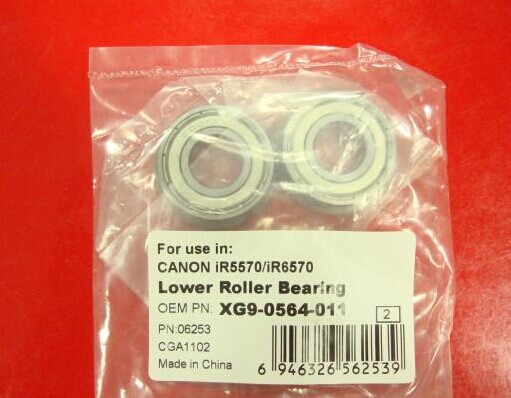 For use in:
CANON iR5570/iR6570
Lower Roller Bearing
OEM PN: XG9-0564-011
2
PN:06253
CGA1102
Made in China
6 946326 562539